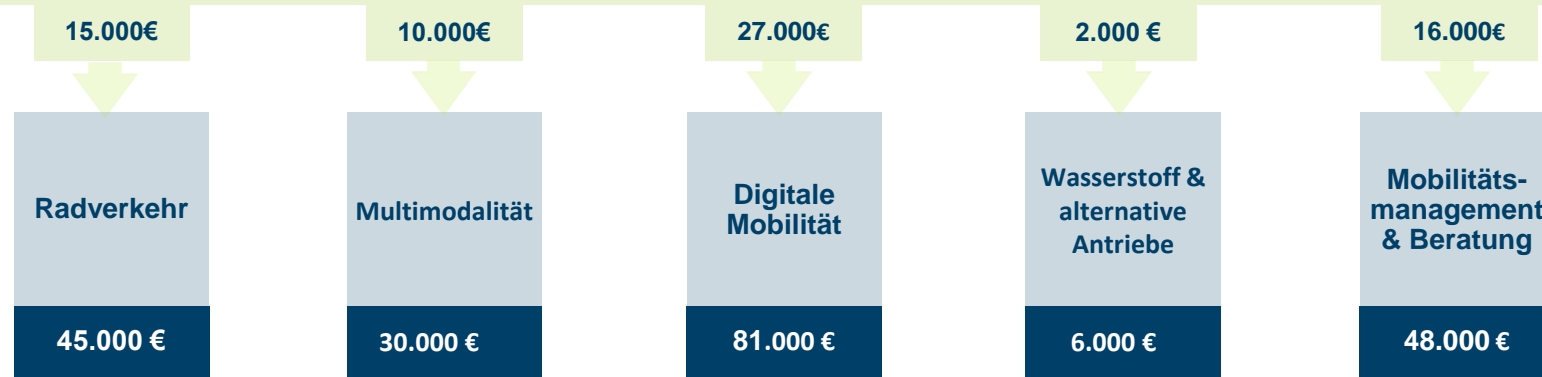 15.000€
10.000€
27.000€
2.000 €
16.000€
Radverkehr
Multimodalität
Digitale
Mobilität
Wasserstoff &
alternative
Antriebe
Mobilitäts-
management
& Beratung
45.000 €
30.000 €
81.000 €
6.000 €
48.000 €